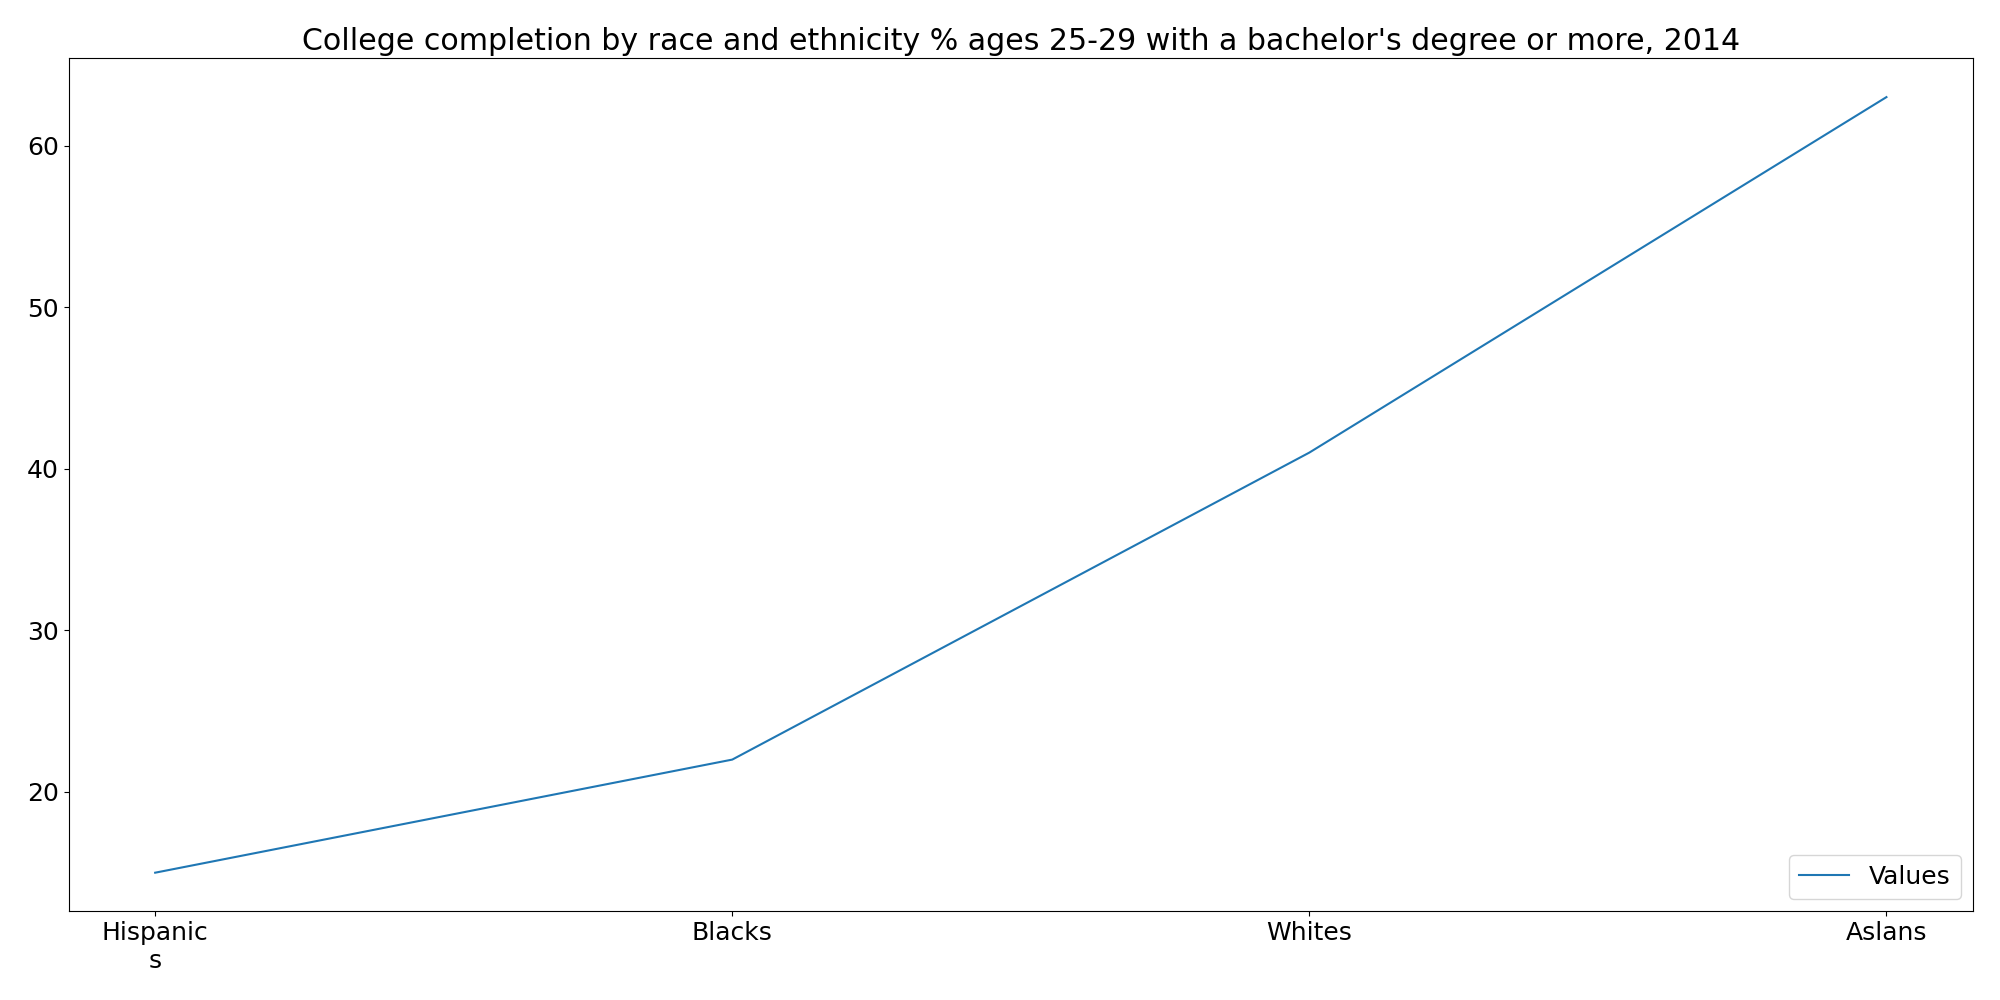 College completion by race and ethnicity % ages 25-29 with a bachelor's degree or more, 2014
60
50
40
30
20
Values
Hispanic
s
Blacks
Whites
Aslans